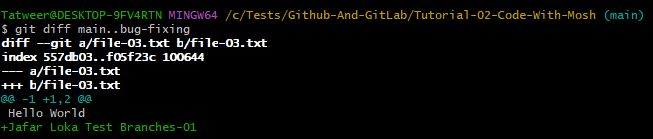 Tatweer@DESKTOP-9FV4RTN MINGW64 /c/Tests/Github-And-GitLab/Tutorial-02-Code-With-Mosh (main)
$ git diff main..bug-fixing
diff --git a/file-03.txt b/file-03.txt
index 557db03..f05f23c 100644
--- a/file-03.txt
+++ b/file-03.txt
@@ -1 +1,2 @@
 Hello World
+Jafar Loka Test Branches-01